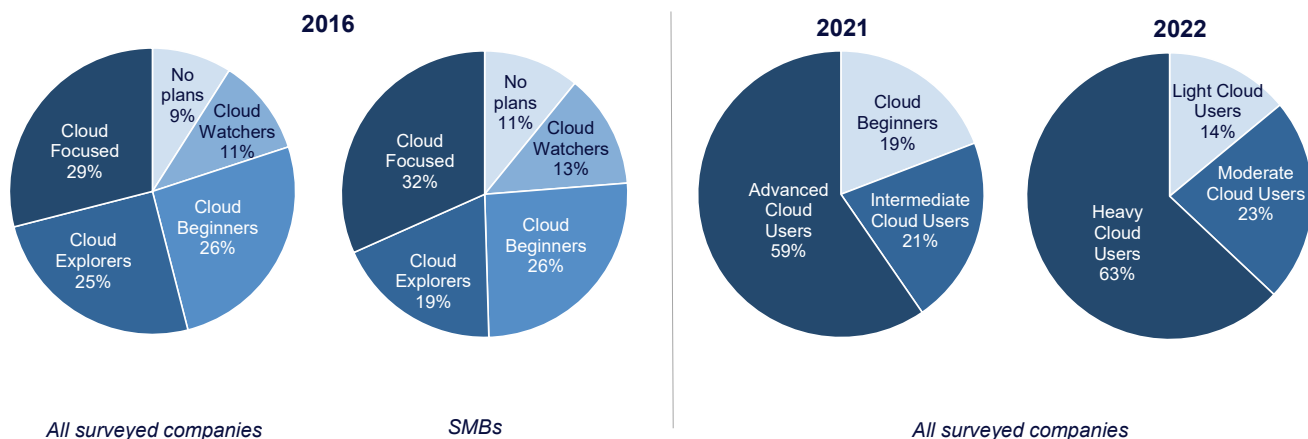 2016
No
plans
9%
Cloud
Watchers
11%
Cloud
Beginners
26%
Cloud
Explorers
25%
Cloud
Focused
29%
All surveyed companies
No
plans
11%
Cloud
Watchers
13%
Cloud
Beginners
26%
Cloud
Explorers
19%
Cloud
Focused
32%
SMBs
2021
Cloud
Beginners
19%
Intermediate
Cloud Users
21%
Advanced
Cloud
Users
59%
2022
Light Cloud
Users
14%
Moderate
Cloud Users
23%
Heavy
Cloud
Users
63%
All surveyed companies